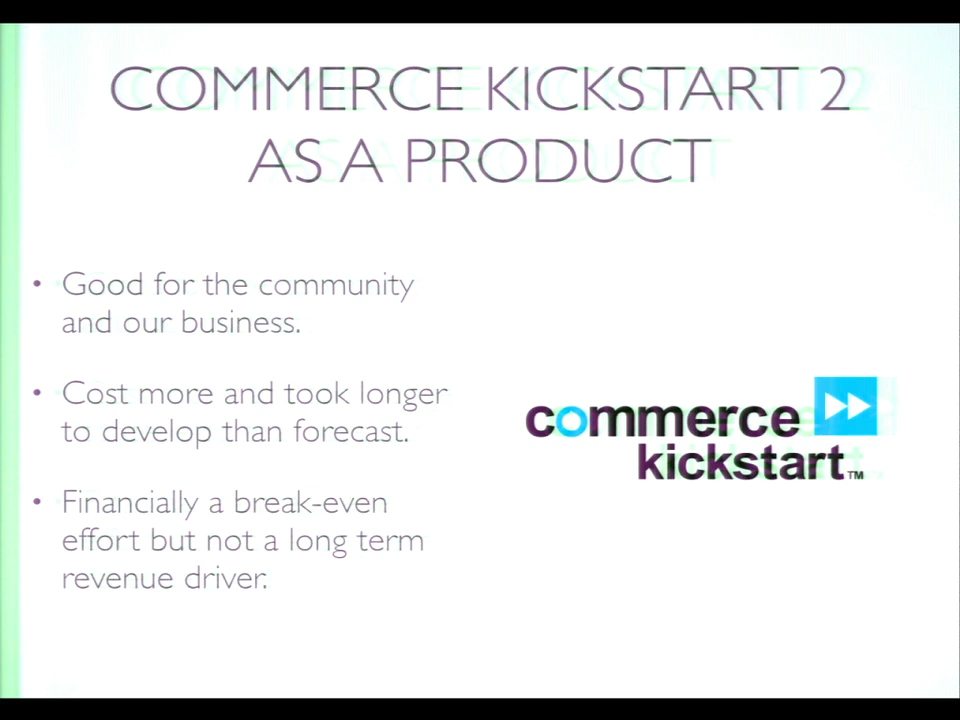 COMMERCE KICKSTART 2
AS A PRODUCT
• Good for the community
and our business.
• Cost more and took longer
to develop than forecast.
• Financially a break-even
effort but not a long term
revenue driver.
commerce
kickstart™